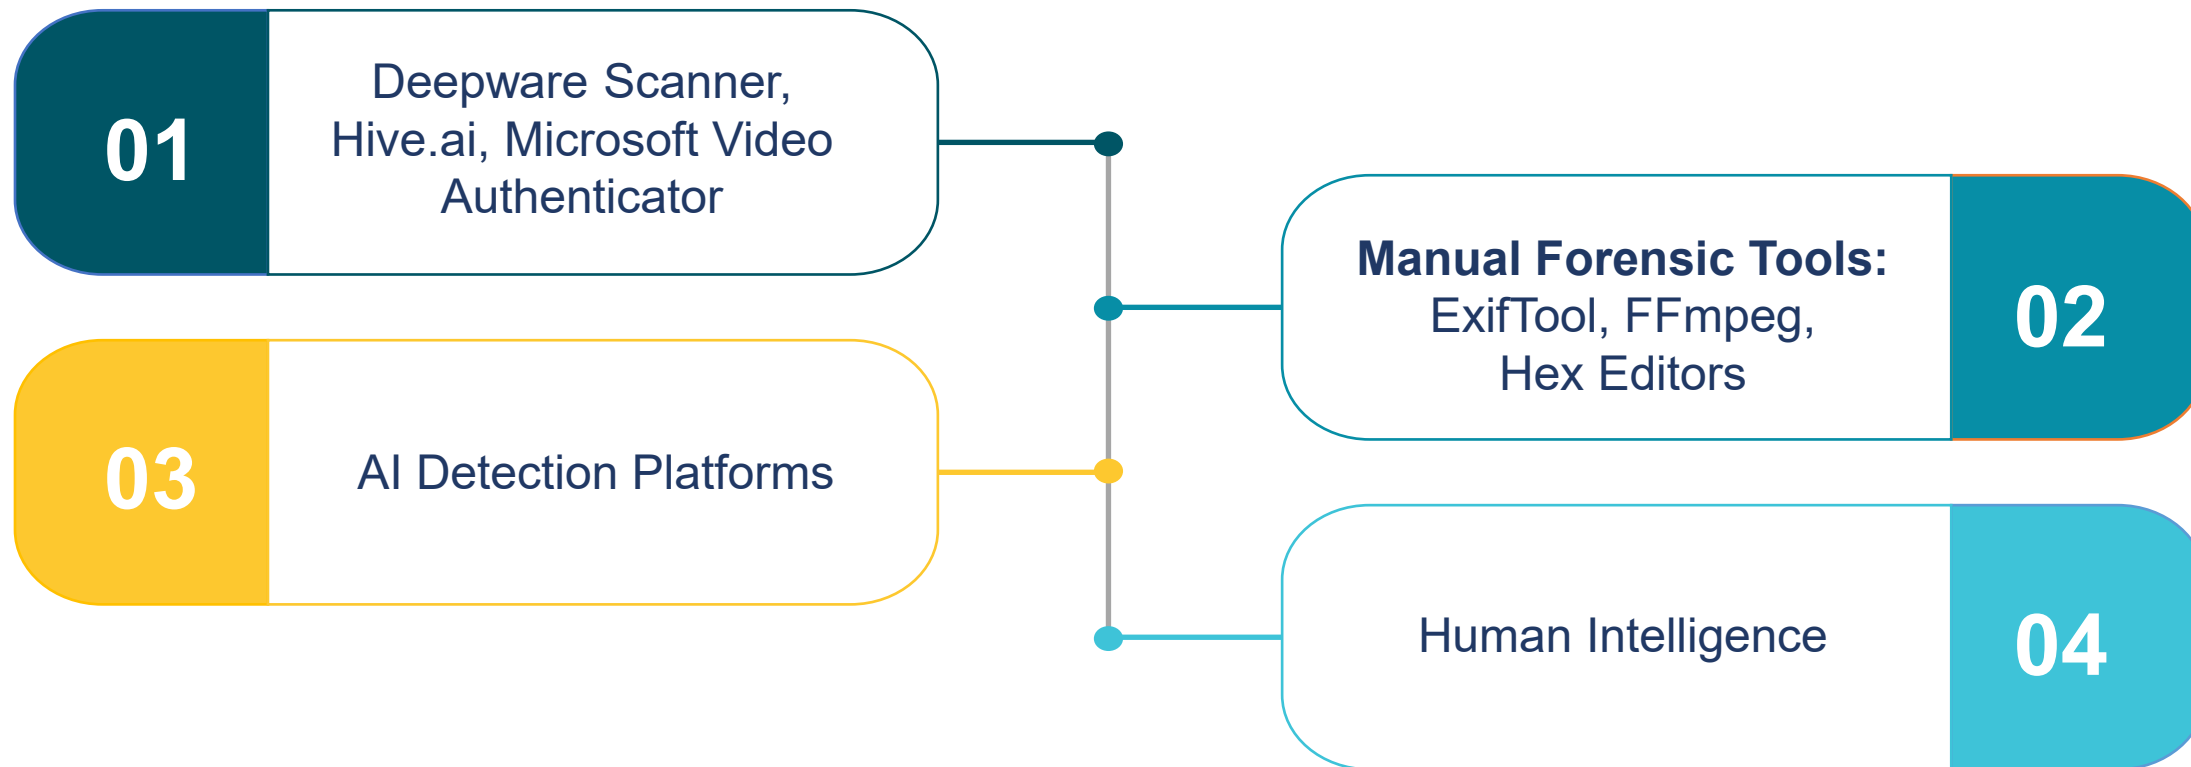 01
Deepware Scanner,
Hive.ai, Microsoft Video
Authenticator
Manual Forensic Tools:
ExifTool, FFmpeg,
Hex Editors
02
03
AI Detection Platforms
Human Intelligence
04